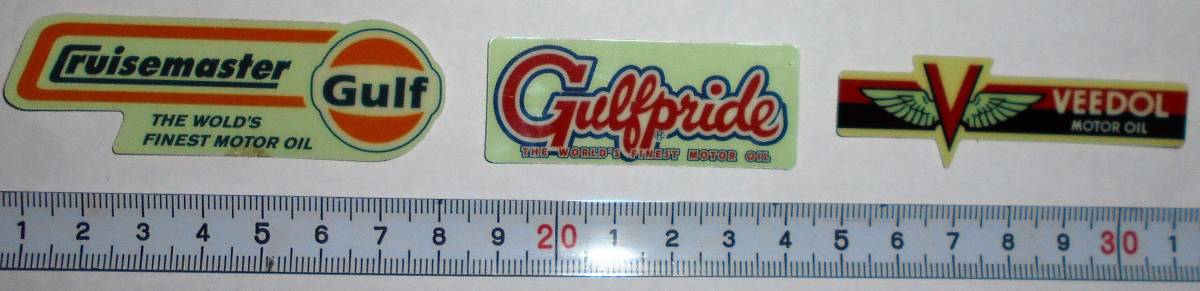 Cruisemaster
Gulf
THE WOLD'S
FINEST MOTOR OIL
Gulfpride
®
THE WORLD'S FINEST MOTOR OIL
V VEEDOL
MOTOR OIL
1 2 3 4 5 6 7 8 9 20 1 2 3 4 5 6 7 8 9 30 1